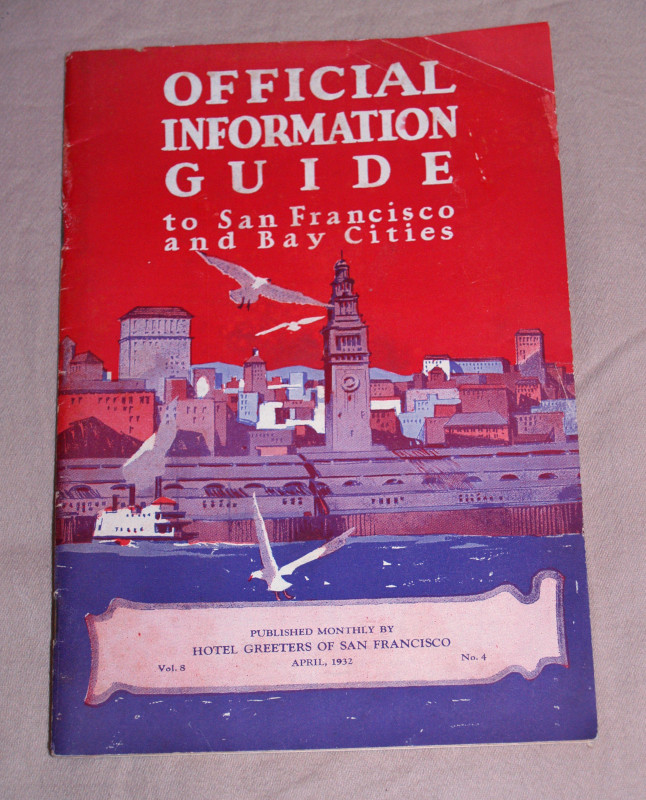 OFFICIAL
INFORMATION
GUIDE
to San Francisco
and Bay Cities
PUBLISHED MONTHLY BY
HOTEL GREETERS OF SAN FRANCISCO
Vol. 8 APRIL, 1932 No. 4